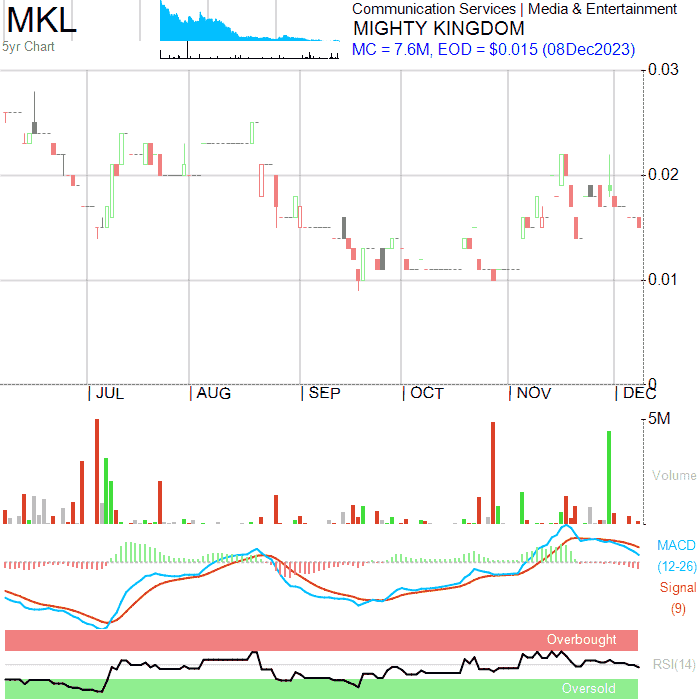 MKL
5yr Chart
Communication Services | Media & Entertainment
MIGHTY KINGDOM
MC = 7.6M, EOD = $0.015 (08Dec2023)
0.03
0.02
0.01
0
JUL AUG SEP OCT NOV DEC
5M
Volume
MACD
(12-26)
Signal
(9)
Overbought
RSI(14)
Oversold